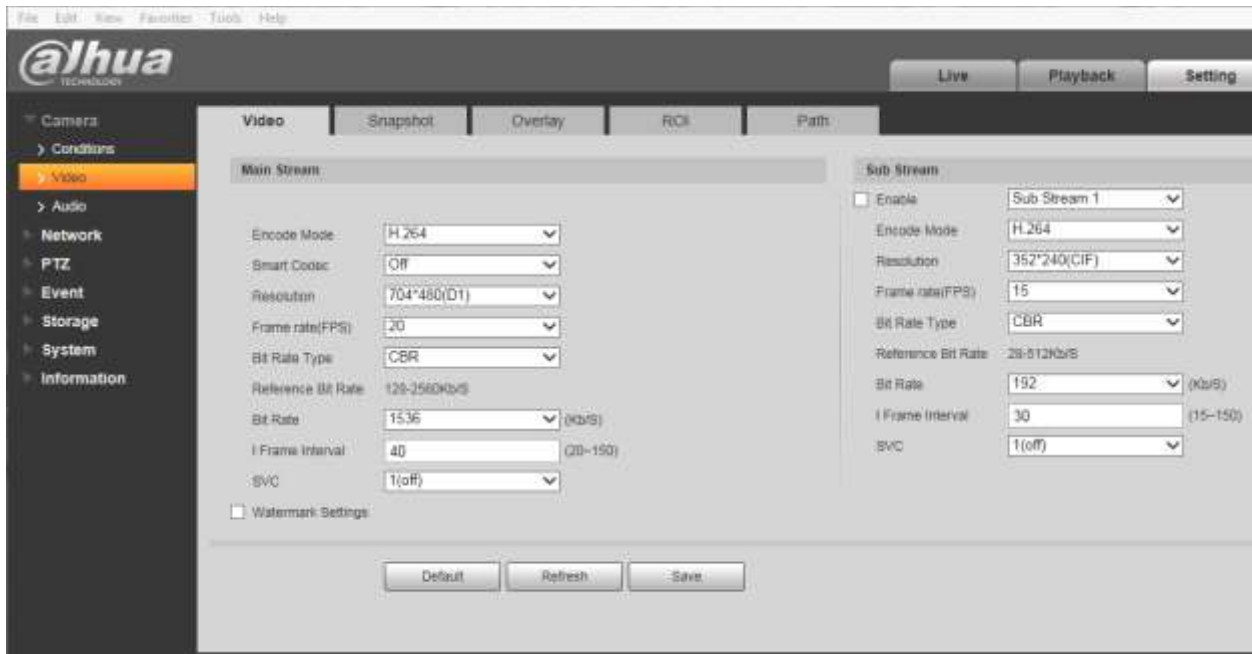 File Edit View Favorites Tools Help
alhua
TECHNOLOGY
Live Playback Setting
Camera
Conditions
Video
Audio
Network
PTZ
Event
Storage
System
Information
Video Snapshot Overlay ROI Path
Main Stream
Encode Mode H.264
Smart Codec Off
Resolution 704*480(D1)
Frame rate(FPS) 20
Bit Rate Type CBR
Reference Bit Rate 128-2560Kb/S
Bit Rate 1536 (Kb/S)
I Frame Interval 40 (20~150)
SVC 1(off)
Watermark Settings
Sub Stream
Enable Sub Stream 1
Encode Mode H.264
Resolution 352*240(CIF)
Frame rate(FPS) 15
Bit Rate Type CBR
Reference Bit Rate 28-512Kb/S
Bit Rate 192 (Kb/S)
I Frame Interval 30 (15~150)
SVC 1(off)
Default Refresh Save